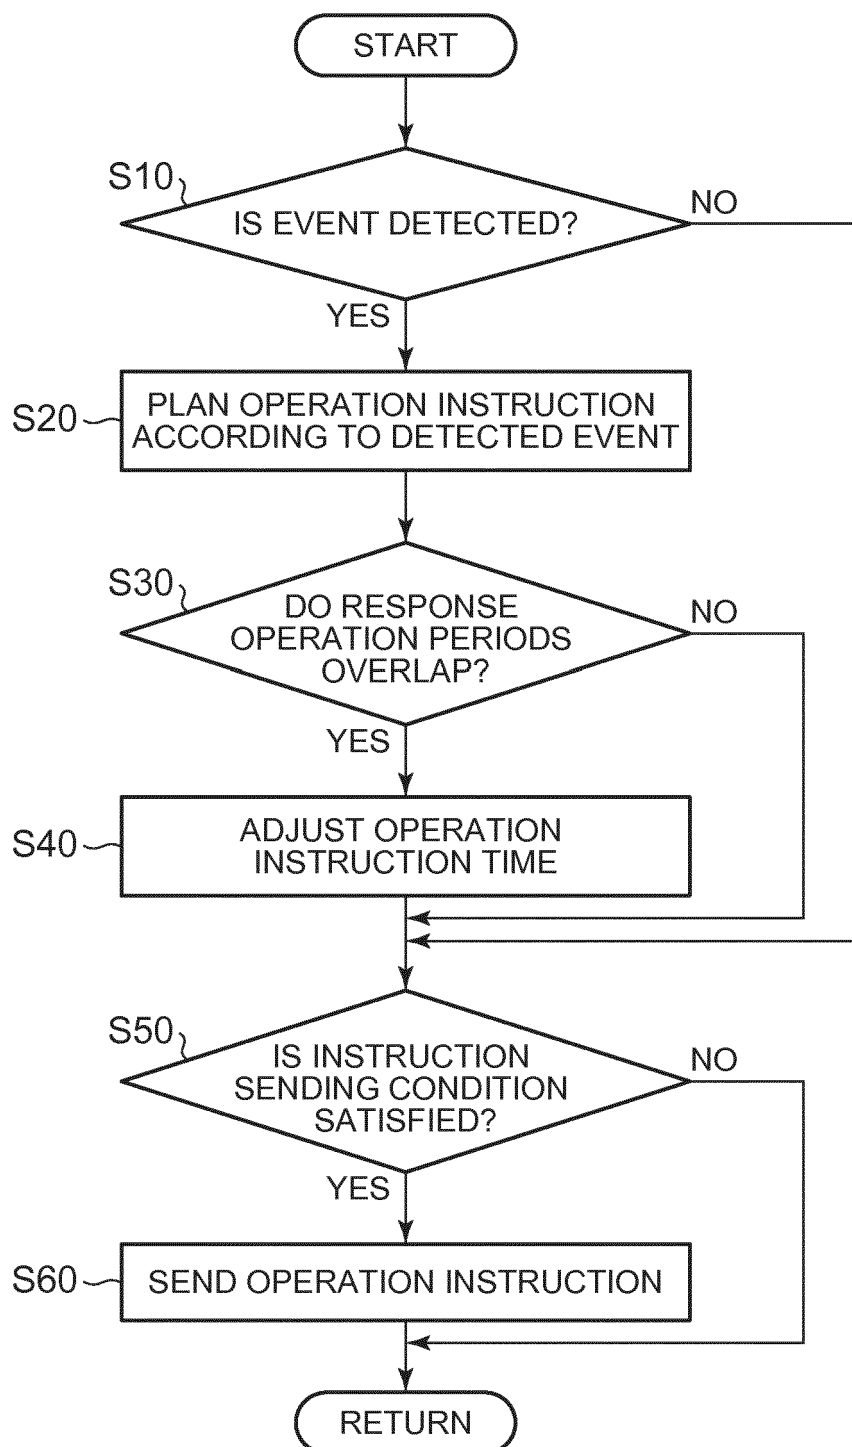 START
S10
IS EVENT DETECTED?
NO
YES
S20
PLAN OPERATION INSTRUCTION
ACCORDING TO DETECTED EVENT
S30
DO RESPONSE
OPERATION PERIODS
OVERLAP?
NO
YES
S40
ADJUST OPERATION
INSTRUCTION TIME
S50
IS INSTRUCTION
SENDING CONDITION
SATISFIED?
NO
YES
S60
SEND OPERATION INSTRUCTION
RETURN